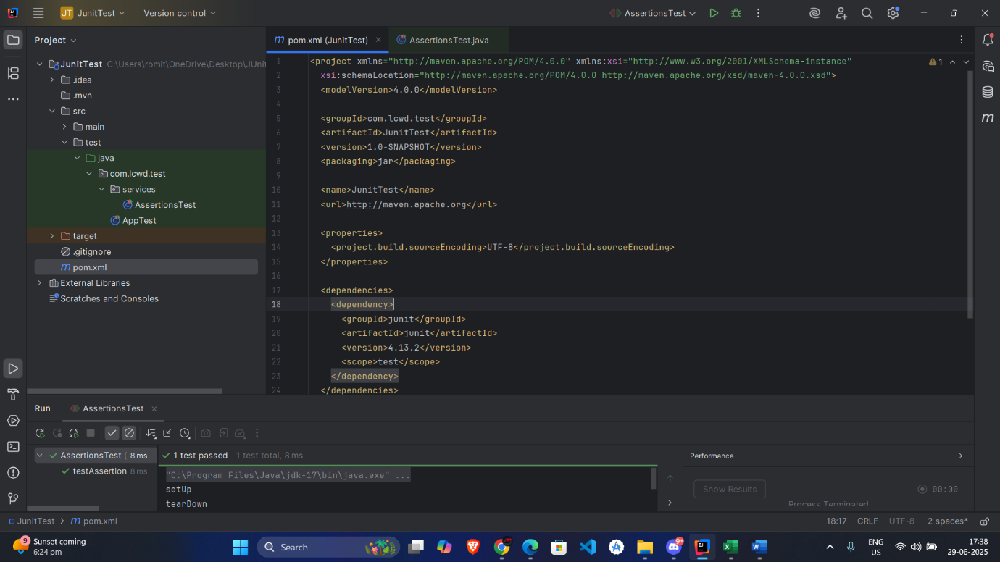 JT JunitTest Version control AssertionsTest
Project
JunitTest C:\Users\romit\OneDrive\Desktop\JUnit
.idea
.mvn
src
main
test
java
com.lcwd.test
services
AssertionsTest
AppTest
target
.gitignore
pom.xml
External Libraries
Scratches and Consoles
pom.xml (JunitTest) AssertionsTest.java
1
1 <project xmlns="http://maven.apache.org/POM/4.0.0" xmlns:xsi="http://www.w3.org/2001/XMLSchema-instance"
2 xsi:schemaLocation="http://maven.apache.org/POM/4.0.0 http://maven.apache.org/xsd/maven-4.0.0.xsd">
3 <modelVersion>4.0.0</modelVersion>
4
5 <groupId>com.lcwd.test</groupId>
6 <artifactId>JunitTest</artifactId>
7 <version>1.0-SNAPSHOT</version>
8 <packaging>jar</packaging>
9
10 <name>JunitTest</name>
11 <url>http://maven.apache.org</url>
12
13 <properties>
14 <project.build.sourceEncoding>UTF-8</project.build.sourceEncoding>
15 </properties>
16
17 <dependencies>
18 <dependency>
19 <groupId>junit</groupId>
20 <artifactId>junit</artifactId>
21 <version>4.13.2</version>
22 <scope>test</scope>
23 </dependency>
24 </dependencies>
Run AssertionsTest
AssertionsTest ( 8 ms
testAssertion 8 ms
1 test passed 1 test total, 8 ms
"C:\Program Files\Java\jdk-17\bin\java.exe" ...
setUp
tearDown
Performance
Show Results 00:00
Process Terminated
JunitTest > pom.xml
18:17 CRLF UTF-8 2 spaces*
9 Sunset coming
6:24 pm
Search
9+
ENG
US
17:38
29-06-2025